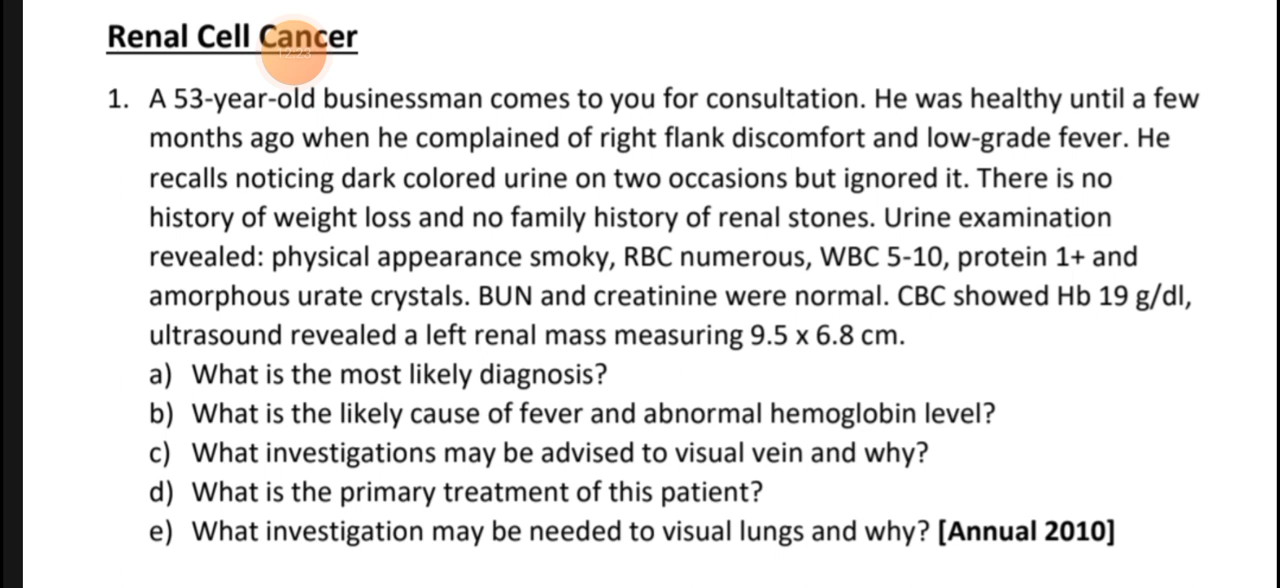 Renal Cell Cancer
12:23
1. A 53-year-old businessman comes to you for consultation. He was healthy until a few
months ago when he complained of right flank discomfort and low-grade fever. He
recalls noticing dark colored urine on two occasions but ignored it. There is no
history of weight loss and no family history of renal stones. Urine examination
revealed: physical appearance smoky, RBC numerous, WBC 5-10, protein 1+ and
amorphous urate crystals. BUN and creatinine were normal. CBC showed Hb 19 g/dl,
ultrasound revealed a left renal mass measuring 9.5 x 6.8 cm.
a) What is the most likely diagnosis?
b) What is the likely cause of fever and abnormal hemoglobin level?
c) What investigations may be advised to visual vein and why?
d) What is the primary treatment of this patient?
e) What investigation may be needed to visual lungs and why? [Annual 2010]